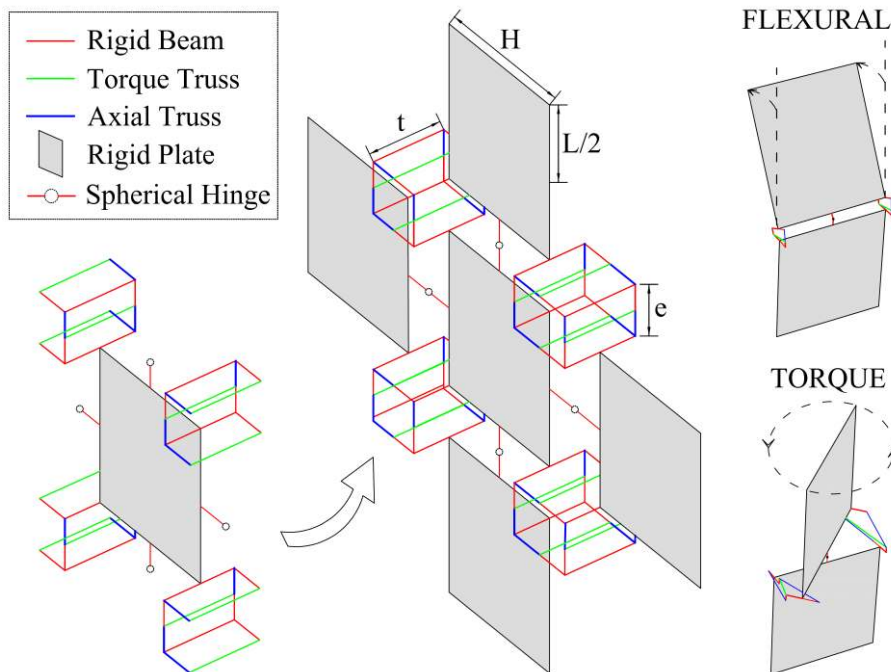 Rigid Beam
Torque Truss
Axial Truss
Rigid Plate
Spherical Hinge
H
t
L/2
e
FLEXURAL
TORQUE